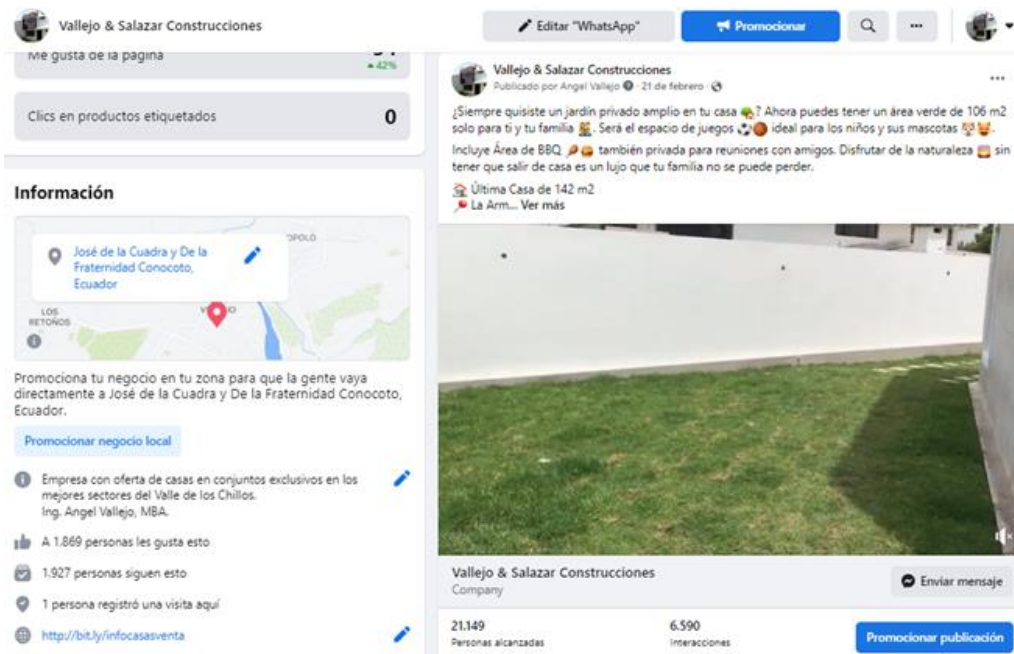 Vallejo & Salazar Construcciones
Editar "WhatsApp"
Promocionar
Me gusta de la página
42%
Clics en productos etiquetados
0
Información
José de la Cuadra y De la
Fraternidad Conocoto,
Ecuador
LOS
RETOÑOS
Promociona tu negocio en tu zona para que la gente vaya
directamente a José de la Cuadra y De la Fraternidad Conocoto,
Ecuador.
Promocionar negocio local
Empresa con oferta de casas en conjuntos exclusivos en los
mejores sectores del Valle de los Chillos.
Ing. Angel Vallejo, MBA.
A 1.869 personas les gusta esto
1.927 personas siguen esto
1 persona registró una visita aquí
http://bit.ly/infocasasventa
Vallejo & Salazar Construcciones
Publicado por Angel Vallejo · 21 de febrero ·
¿Siempre quisiste un jardín privado amplio en tu casa 🌳? Ahora puedes tener un área verde de 106 m2
solo para ti y tu familia. Será el espacio de juegos ⚽🏀 ideal para los niños y sus mascotas.
Incluye Área de BBQ también privada para reuniones con amigos. Disfrutar de la naturaleza sin
tener que salir de casa es un lujo que tu familia no se puede perder.
Última Casa de 142 m2
La Arm... Ver más
Vallejo & Salazar Construcciones
Company
Enviar mensaje
21.149
Personas alcanzadas
6.590
Interacciones
Promocionar publicación